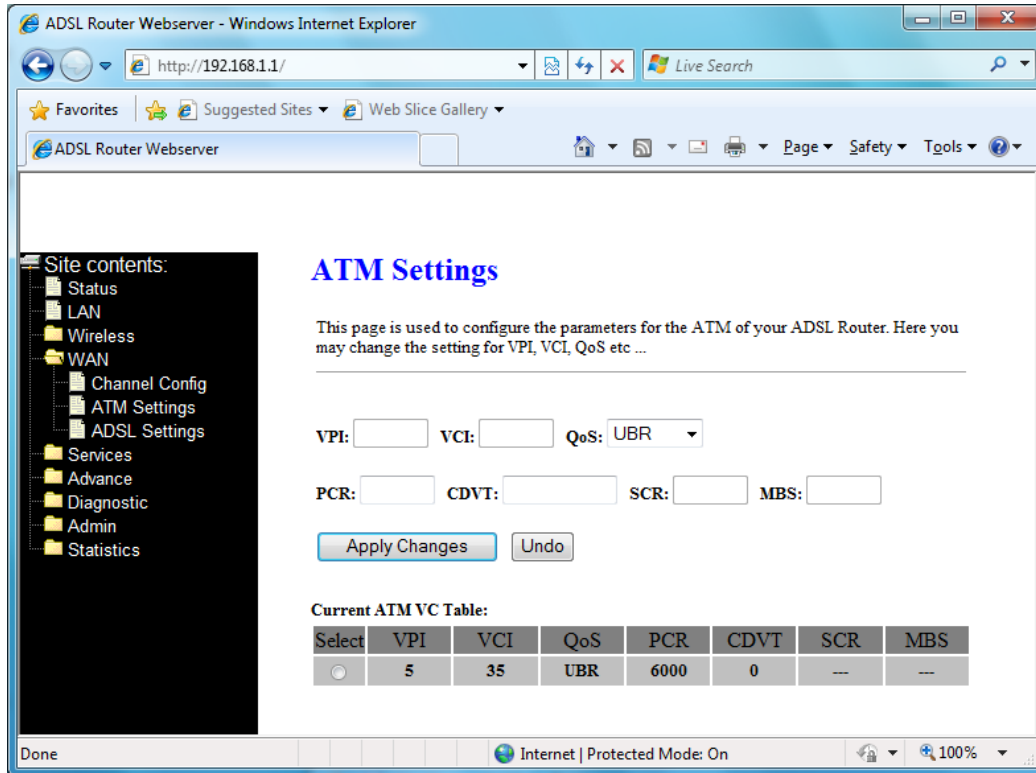 ADSL Router Webserver - Windows Internet Explorer
http://192.168.1.1/
Live Search
Favorites
Suggested Sites
Web Slice Gallery
ADSL Router Webserver
Page
Safety
Tools
Site contents:
Status
LAN
Wireless
WAN
Channel Config
ATM Settings
ADSL Settings
Services
Advance
Diagnostic
Admin
Statistics
ATM Settings
This page is used to configure the parameters for the ATM of your ADSL Router. Here you
may change the setting for VPI, VCI, QoS etc ...
VPI: VCI: QoS: UBR
PCR: CDVT: SCR: MBS:
Apply Changes Undo
Current ATM VC Table:
Select VPI VCI QoS PCR CDVT SCR MBS
5 35 UBR 6000 0 --- ---
Done
Internet | Protected Mode: On
100%